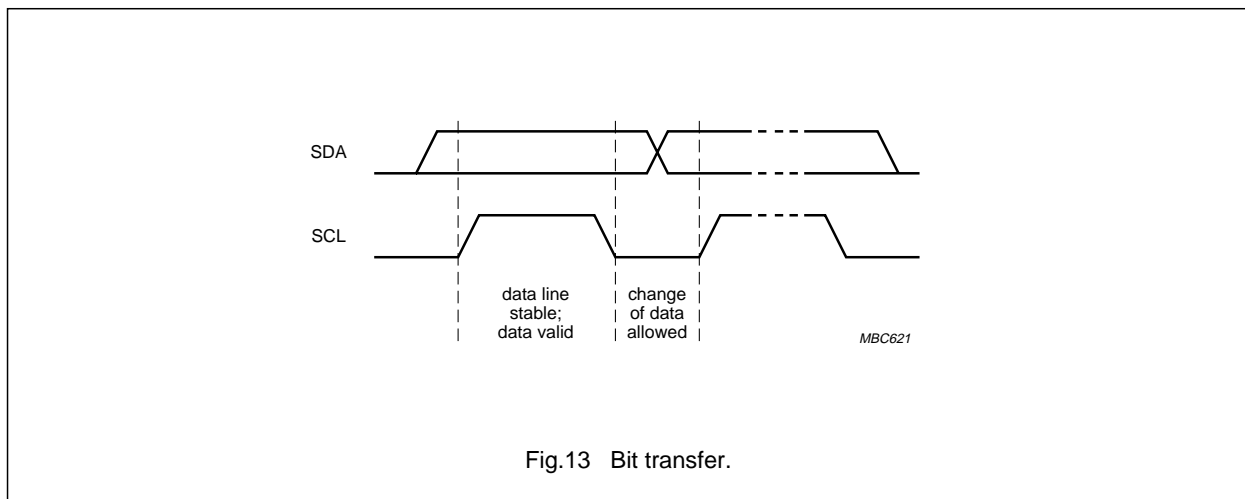 SDA
SCL
data line
stable;
data valid
change
of data
allowed
MBC621
Fig.13 Bit transfer.